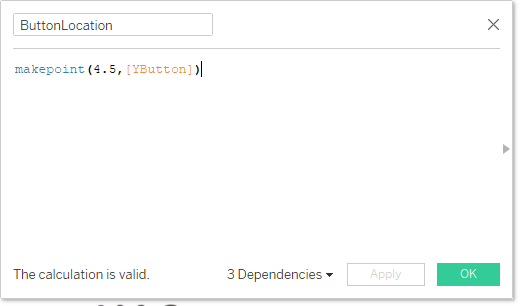 ButtonLocation
makepoint(4.5,[YButton])
The calculation is valid. 3 Dependencies Apply OK